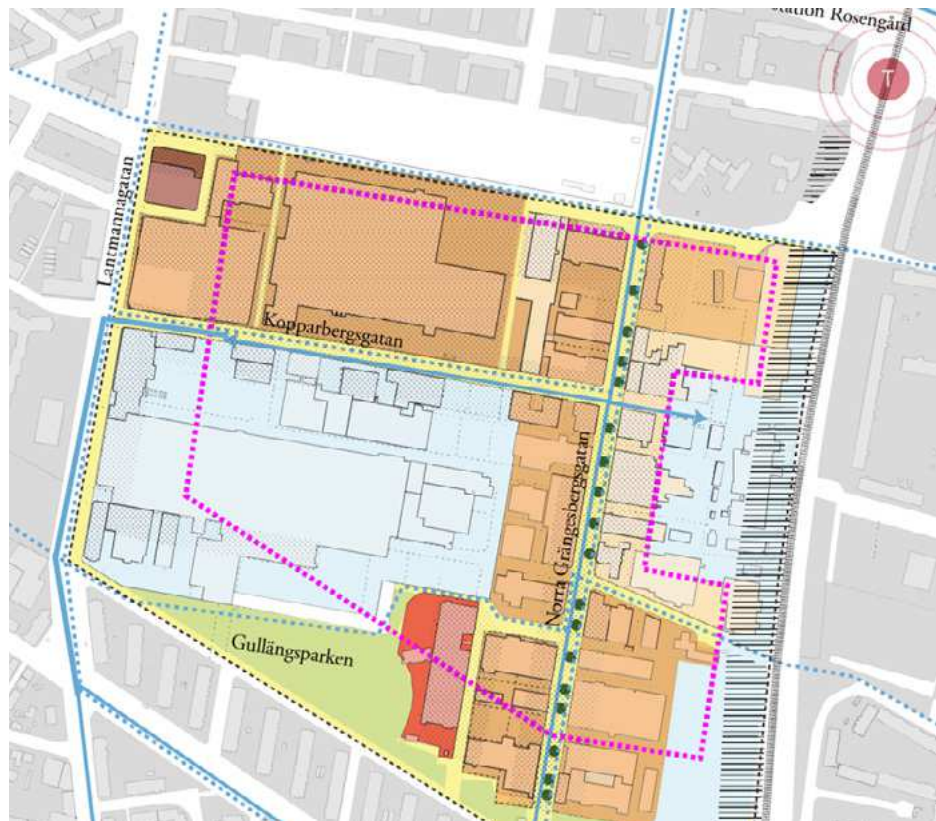 Station Rosengård
T
Lantmannagatan
Kopparbergsgatan
Norra Grängesbergsgatan
Gullängsparken